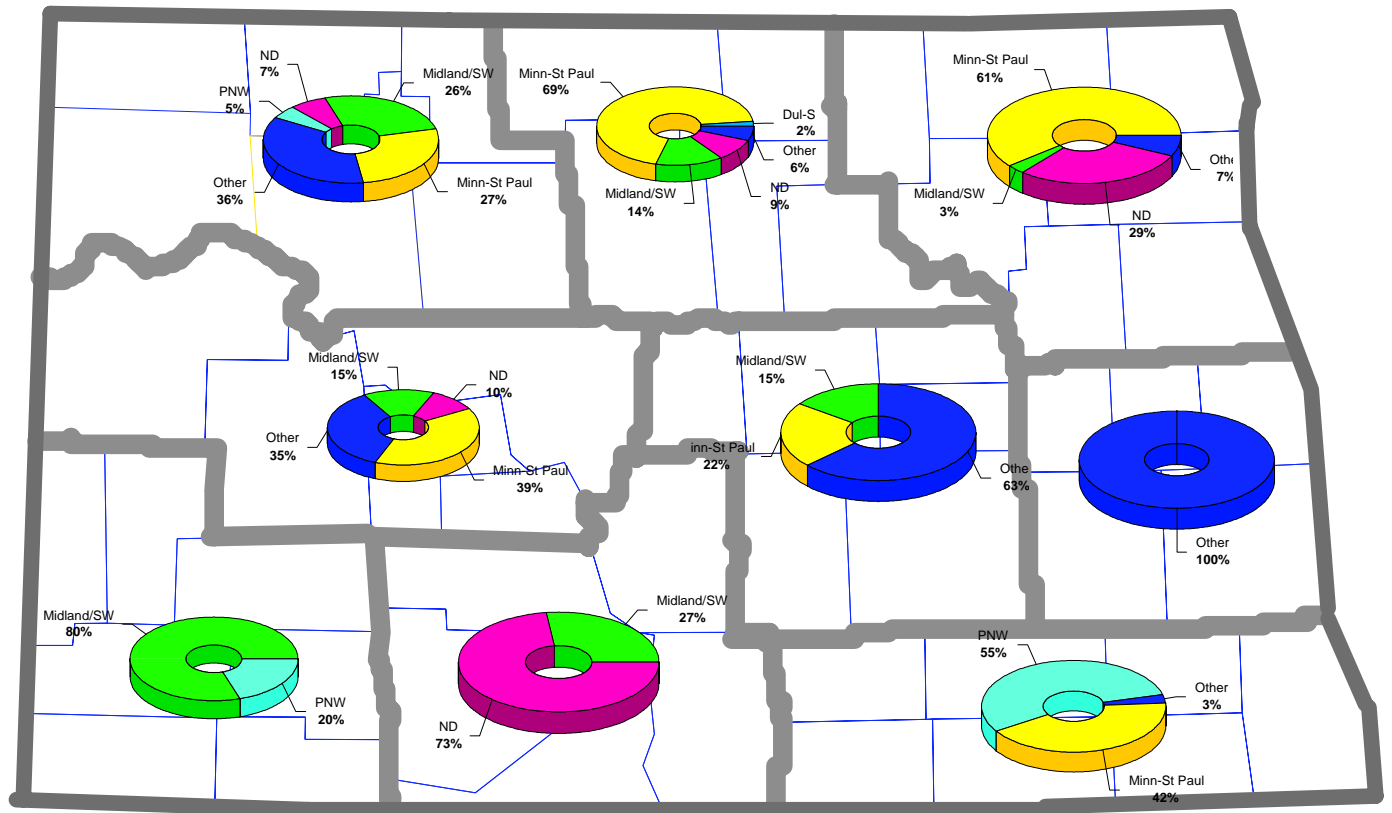 ND
7%
Midland/SW
26%
PNW
5%
Other
36%
Minn-St Paul
27%
Minn-St Paul
69%
Dul-S
2%
Other
6%
ND
9%
Midland/SW
14%
Minn-St Paul
61%
Othe
7%
Midland/SW
3%
ND
29%
Midland/SW
15%
ND
10%
Other
35%
Minn-St Paul
39%
Midland/SW
15%
inn-St Paul
22%
Othe
63%
Other
100%
Midland/SW
80%
PNW
20%
Midland/SW
27%
ND
73%
PNW
55%
Other
3%
Minn-St Paul
42%